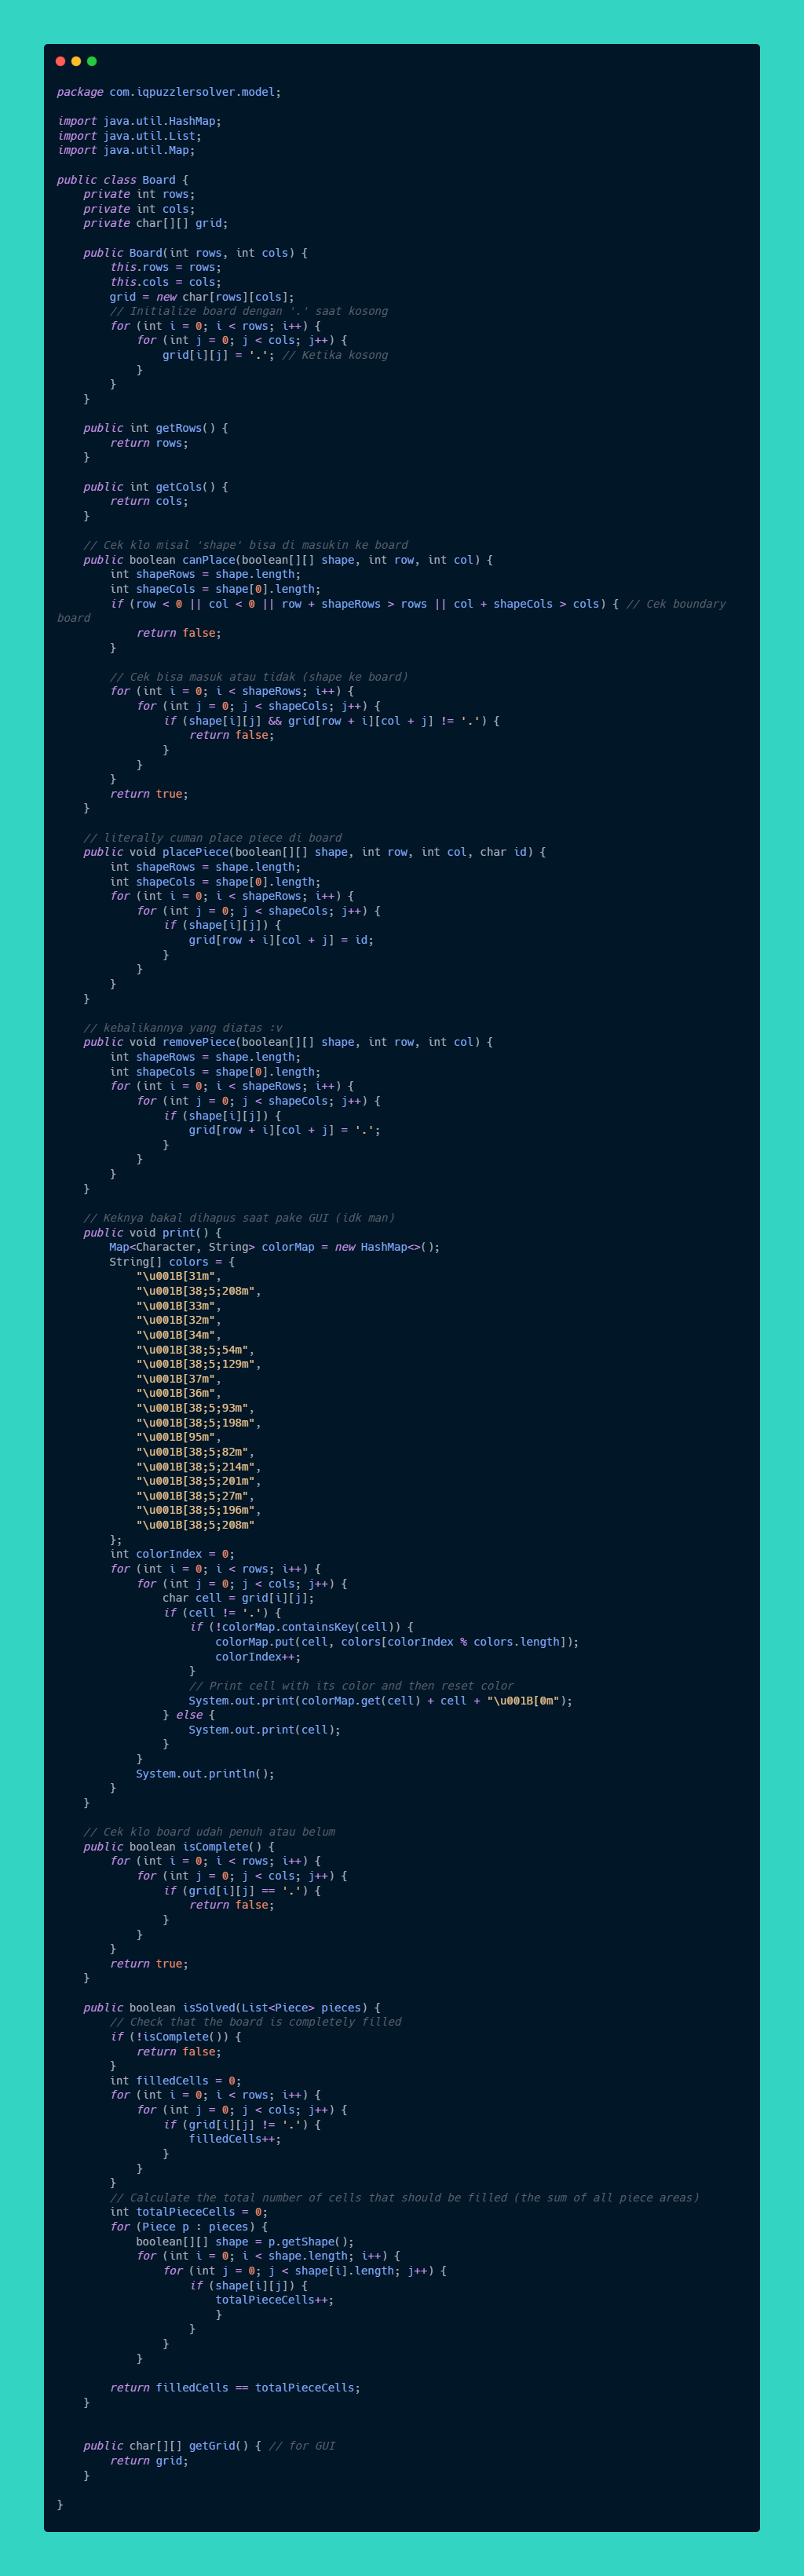 package com.iqpuzzlersolver.model;

import java.util.HashMap;
import java.util.List;
import java.util.Map;

public class Board {
    private int rows;
    private int cols;
    private char[][] grid;

    public Board(int rows, int cols) {
        this.rows = rows;
        this.cols = cols;
        grid = new char[rows][cols];
        // Initialize board dengan '.' saat kosong
        for (int i = 0; i < rows; i++) {
            for (int j = 0; j < cols; j++) {
                grid[i][j] = '.'; // Ketika kosong
            }
        }
    }

    public int getRows() {
        return rows;
    }

    public int getCols() {
        return cols;
    }

    // Cek klo misal 'shape' bisa di masukin ke board
    public boolean canPlace(boolean[][] shape, int row, int col) {
        int shapeRows = shape.length;
        int shapeCols = shape[0].length;
        if (row < 0 || col < 0 || row + shapeRows > rows || col + shapeCols > cols) { // Cek boundary
board
            return false;
        }

        // Cek bisa masuk atau tidak (shape ke board)
        for (int i = 0; i < shapeRows; i++) {
            for (int j = 0; j < shapeCols; j++) {
                if (shape[i][j] && grid[row + i][col + j] != '.') {
                    return false;
                }
            }
        }
        return true;
    }

    // literally cuman place piece di board
    public void placePiece(boolean[][] shape, int row, int col, char id) {
        int shapeRows = shape.length;
        int shapeCols = shape[0].length;
        for (int i = 0; i < shapeRows; i++) {
            for (int j = 0; j < shapeCols; j++) {
                if (shape[i][j]) {
                    grid[row + i][col + j] = id;
                }
            }
        }
    }

    // kebalikannya yang diatas :v
    public void removePiece(boolean[][] shape, int row, int col) {
        int shapeRows = shape.length;
        int shapeCols = shape[0].length;
        for (int i = 0; i < shapeRows; i++) {
            for (int j = 0; j < shapeCols; j++) {
                if (shape[i][j]) {
                    grid[row + i][col + j] = '.';
                }
            }
        }
    }

    // Keknya bakal dihapus saat pake GUI (idk man)
    public void print() {
        Map<Character, String> colorMap = new HashMap<>();
        String[] colors = {
            "\u001B[31m",
            "\u001B[38;5;208m",
            "\u001B[33m",
            "\u001B[32m",
            "\u001B[34m",
            "\u001B[38;5;54m",
            "\u001B[38;5;129m",
            "\u001B[37m",
            "\u001B[36m",
            "\u001B[38;5;93m",
            "\u001B[38;5;198m",
            "\u001B[95m",
            "\u001B[38;5;82m",
            "\u001B[38;5;214m",
            "\u001B[38;5;201m",
            "\u001B[38;5;27m",
            "\u001B[38;5;196m",
            "\u001B[38;5;208m"
        };
        int colorIndex = 0;
        for (int i = 0; i < rows; i++) {
            for (int j = 0; j < cols; j++) {
                char cell = grid[i][j];
                if (cell != '.') {
                    if (!colorMap.containsKey(cell)) {
                        colorMap.put(cell, colors[colorIndex % colors.length]);
                        colorIndex++;
                    }
                    // Print cell with its color and then reset color
                    System.out.print(colorMap.get(cell) + cell + "\u001B[0m");
                } else {
                    System.out.print(cell);
                }
            }
            System.out.println();
        }
    }

    // Cek klo board udah penuh atau belum
    public boolean isComplete() {
        for (int i = 0; i < rows; i++) {
            for (int j = 0; j < cols; j++) {
                if (grid[i][j] == '.') {
                    return false;
                }
            }
        }
        return true;
    }

    public boolean isSolved(List<Piece> pieces) {
        // Check that the board is completely filled
        if (!isComplete()) {
            return false;
        }
        int filledCells = 0;
        for (int i = 0; i < rows; i++) {
            for (int j = 0; j < cols; j++) {
                if (grid[i][j] != '.') {
                    filledCells++;
                }
            }
        }
        // Calculate the total number of cells that should be filled (the sum of all piece areas)
        int totalPieceCells = 0;
        for (Piece p : pieces) {
            boolean[][] shape = p.getShape();
            for (int i = 0; i < shape.length; i++) {
                for (int j = 0; j < shape[i].length; j++) {
                    if (shape[i][j]) {
                        totalPieceCells++;
                        }
                    }
                }
            }

        return filledCells == totalPieceCells;
    }


    public char[][] getGrid() { // for GUI
        return grid;
    }

}